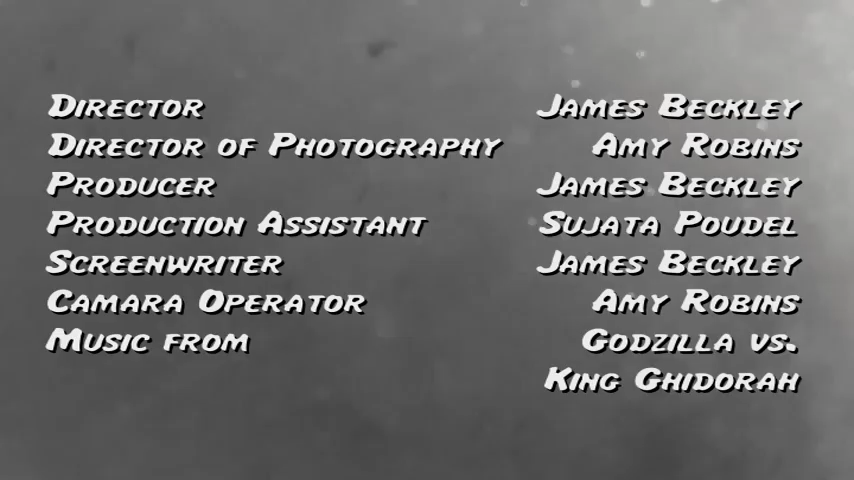 Director James Beckley
Director of Photography Amy Robins
Producer James Beckley
Production Assistant Sujata Poudel
Screenwriter James Beckley
Camara Operator Amy Robins
Music from Godzilla vs.
King Ghidorah